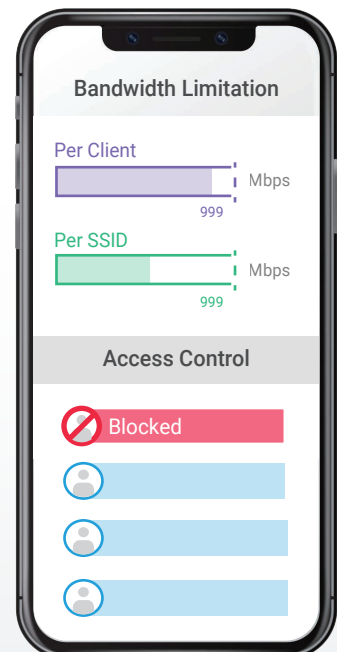 Bandwidth Limitation
Per Client
Mbps
999
Per SSID
Mbps
999
Access Control
Blocked